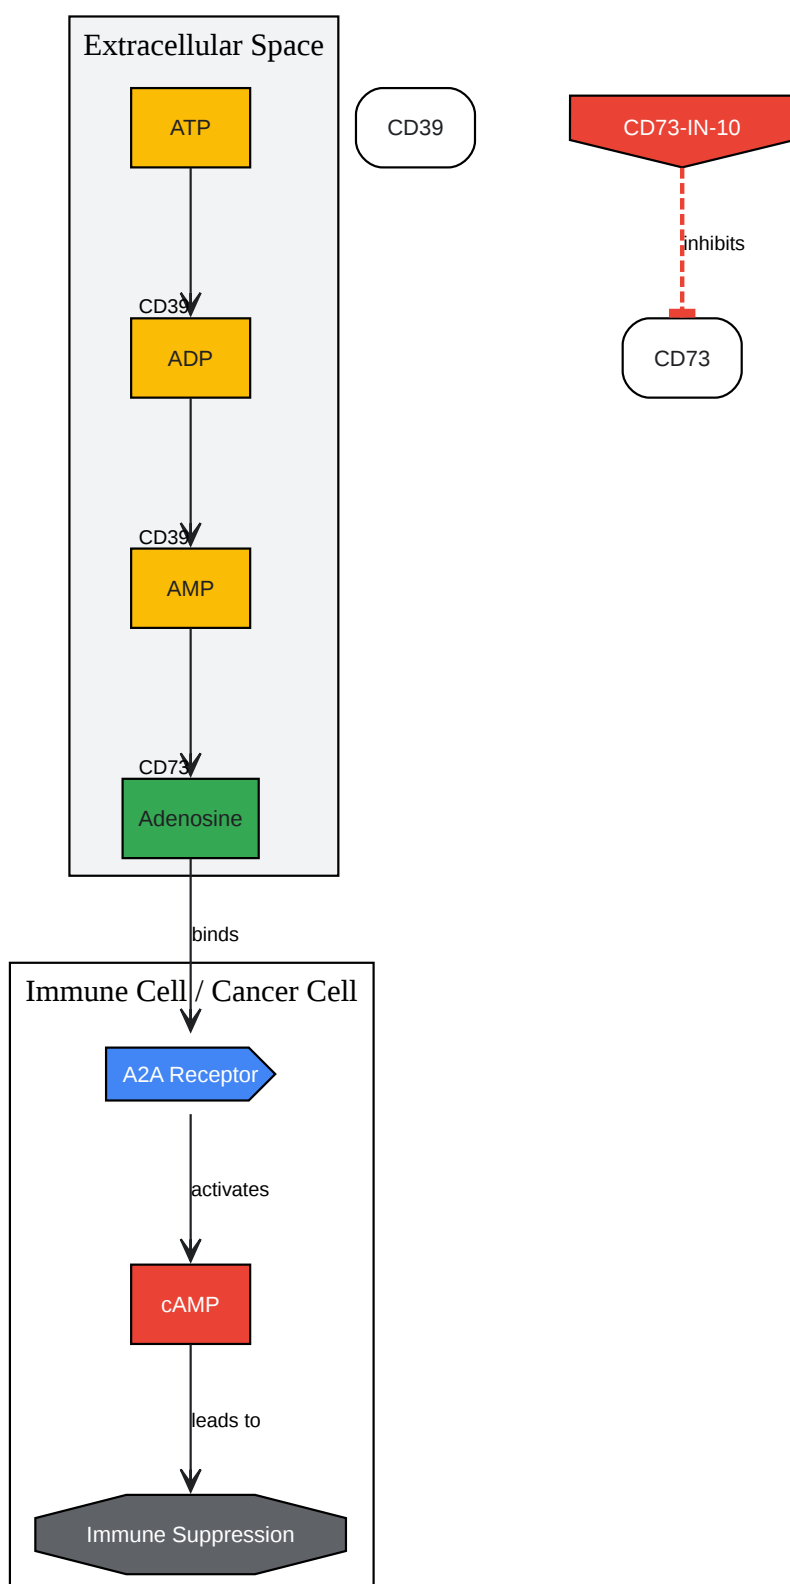 Extracellular Space
ATP
CD39
CD73-IN-10
inhibits
CD39
ADP
CD73
CD39
AMP
CD73
Adenosine
binds
Immune Cell / Cancer Cell
A2A Receptor
activates
cAMP
leads to
Immune Suppression